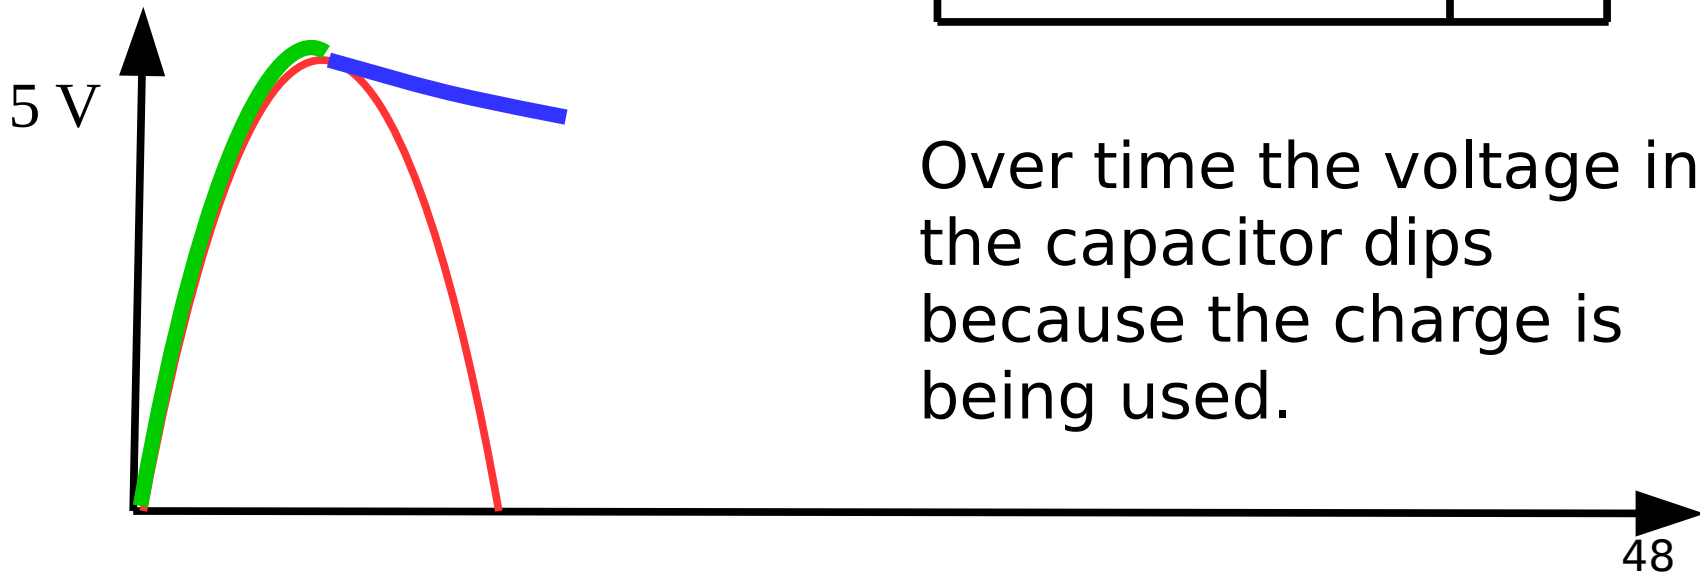 5 V
Over time the voltage in
the capacitor dips
because the charge is
being used.
48